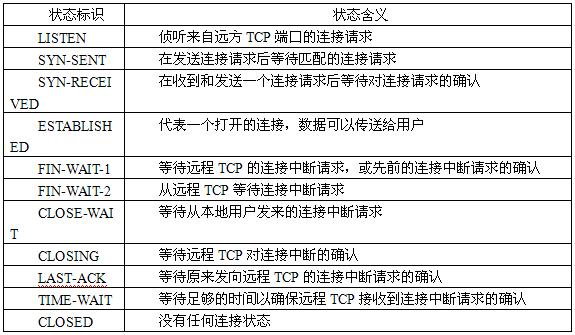 状态标识 状态含义
LISTEN 侦听来自远方 TCP 端口的连接请求
SYN-SENT 在发送连接请求后等待匹配的连接请求
SYN-RECEI 在收到和发送一个连接请求后等待对连接请求的确认
VED
ESTABLISH 代表一个打开的连接，数据可以传送给用户
ED
FIN-WAIT-1 等待远程 TCP 的连接中断请求，或先前的连接中断请求的确认
FIN-WAIT-2 从远程 TCP 等待连接中断请求
CLOSE-WAI 等待从本地用户发来的连接中断请求
T
CLOSING 等待远程 TCP 对连接中断的确认
LAST-ACK 等待原来发向远程 TCP 的连接中断请求的确认
TIME-WAIT 等待足够的时间以确保远程 TCP 接收到连接中断请求的确认
CLOSED 没有任何连接状态